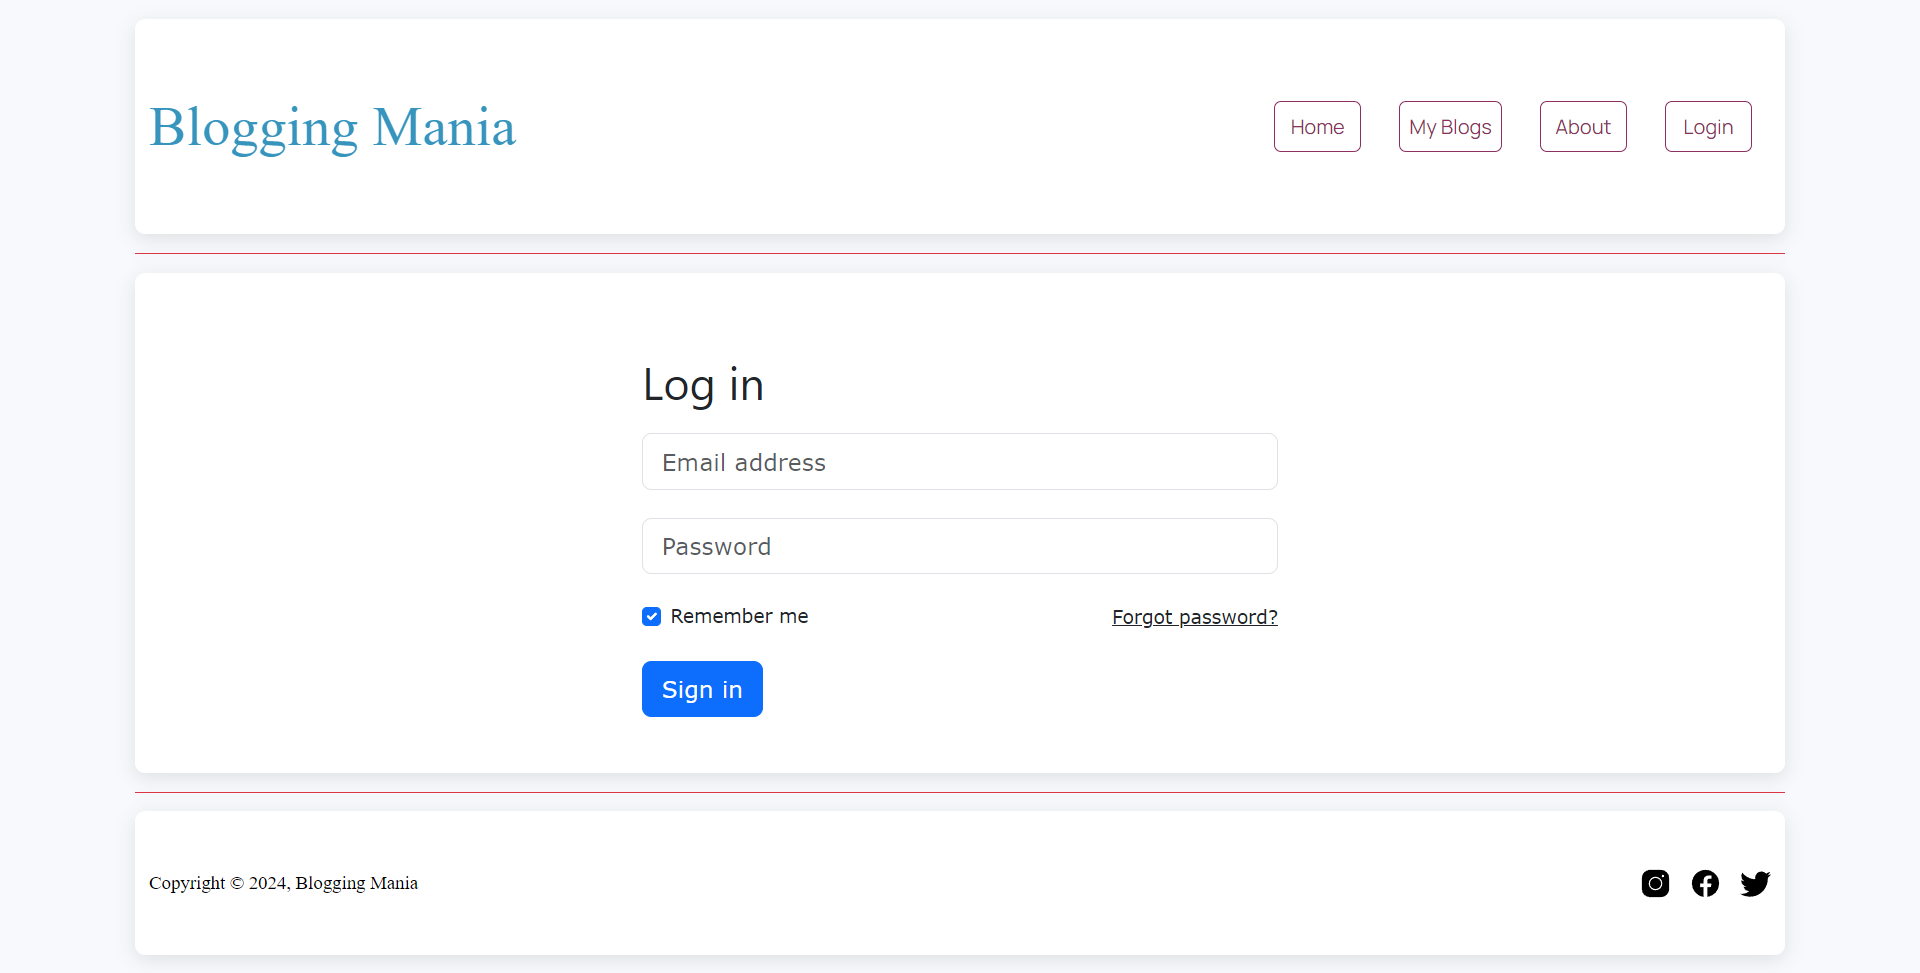 Blogging Mania
Home
My Blogs
About
Login
Log in
Email address
Password
Remember me
Forgot password?
Sign in
Copyright © 2024, Blogging Mania